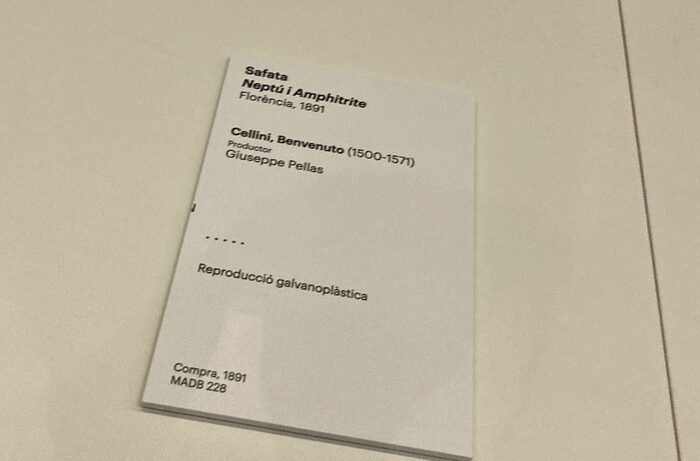 Safata
Neptú i Amphitrite
Florència, 1891
Cellini, Benvenuto (1500-1571)
Productor
Giuseppe Pellas
.....
Reproducció galvanoplàstica
Compra, 1891
MADB 228